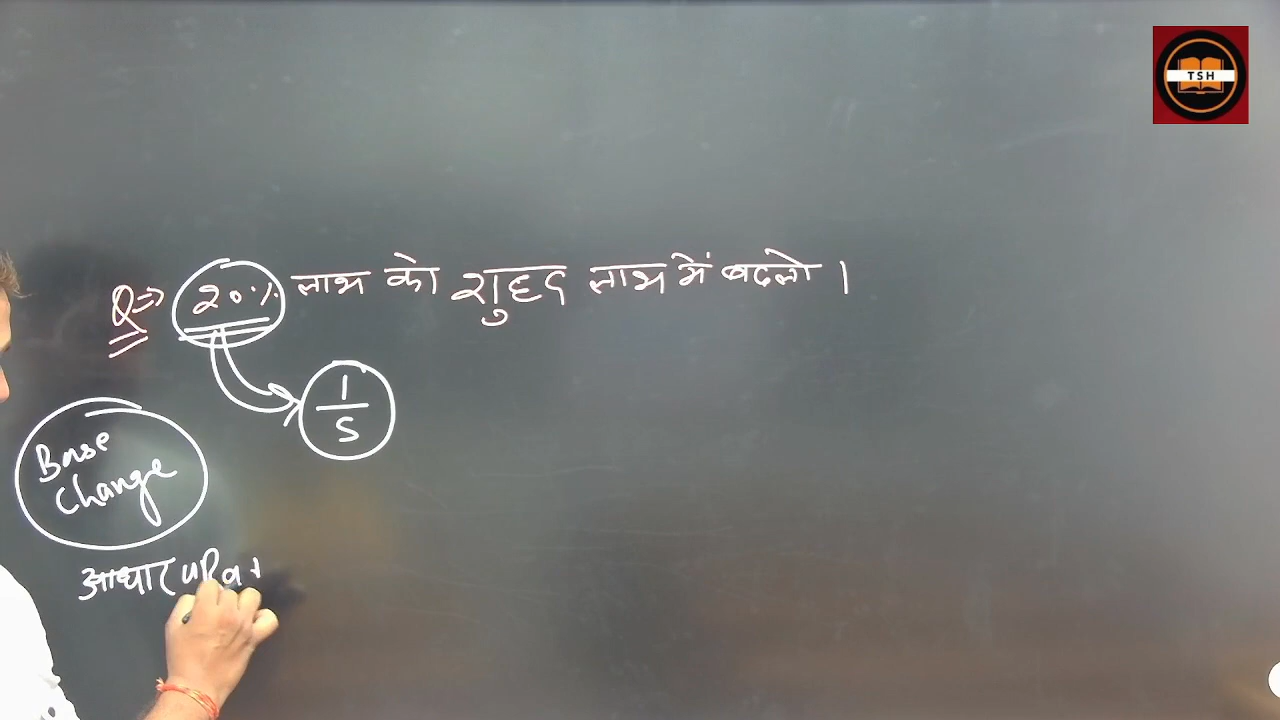 TSH
Q⇒ 20% लाभ को शुद्ध लाभ में बदलो ।
1
5
Base
Change
आधार